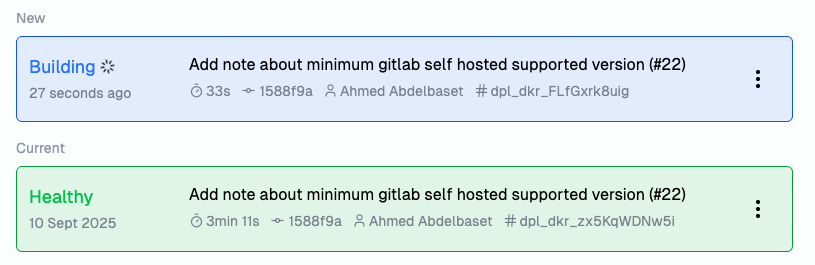 New
Building
Add note about minimum gitlab self hosted supported version (#22)
27 seconds ago
33s 1588f9a Ahmed Abdelbaset # dpl_dkr_FLfGxrk8uig
Current
Healthy
Add note about minimum gitlab self hosted supported version (#22)
10 Sept 2025
3min 11s 1588f9a Ahmed Abdelbaset # dpl_dkr_zx5KqWDNw5i